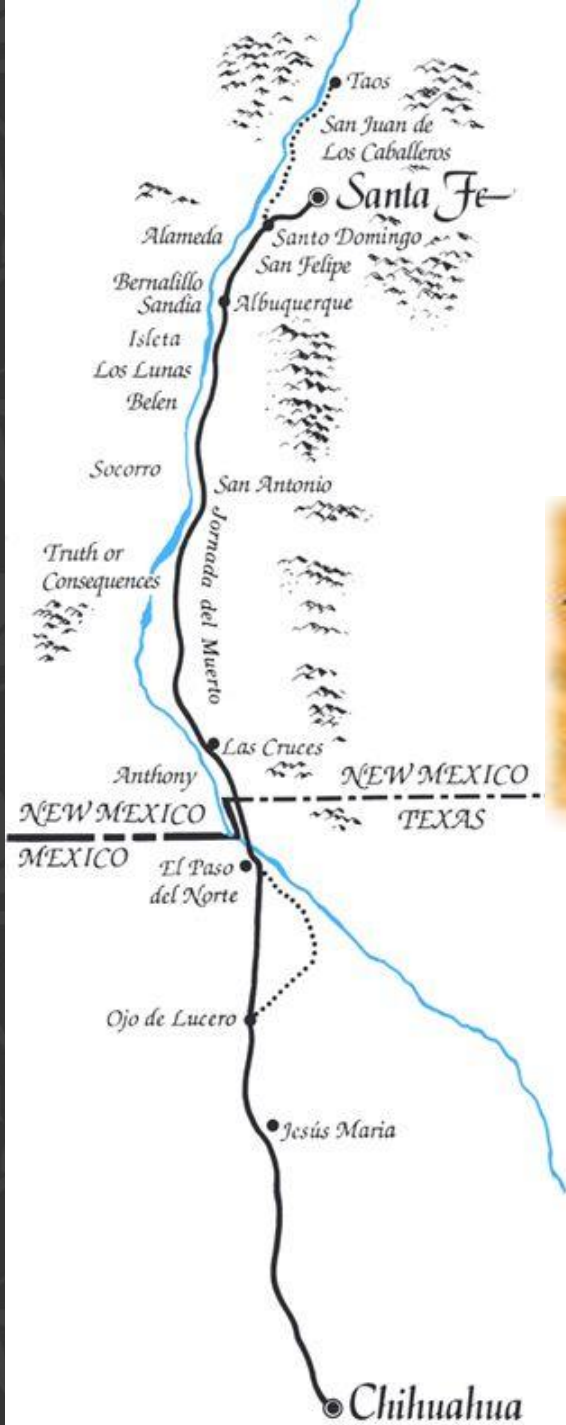 Taos
San Juan de
Los Caballeros
Santa Fe
Alameda
Santo Domingo
San Felipe
Bernalillo
Sandia
Albuquerque
Isleta
Los Lunas
Belen
Socorro
San Antonio
Jornada del Muerto
Truth or
Consequences
Las Cruces
Anthony
NEW MEXICO
TEXAS
NEW MEXICO
MEXICO
El Paso
del Norte
Ojo de Lucero
Jesús Maria
Chihuahua